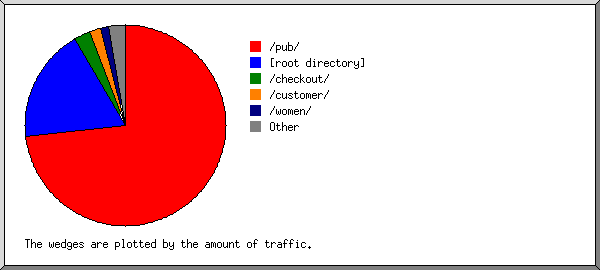 /pub/
[root directory]
/checkout/
/customer/
/women/
Other
The wedges are plotted by the amount of traffic.